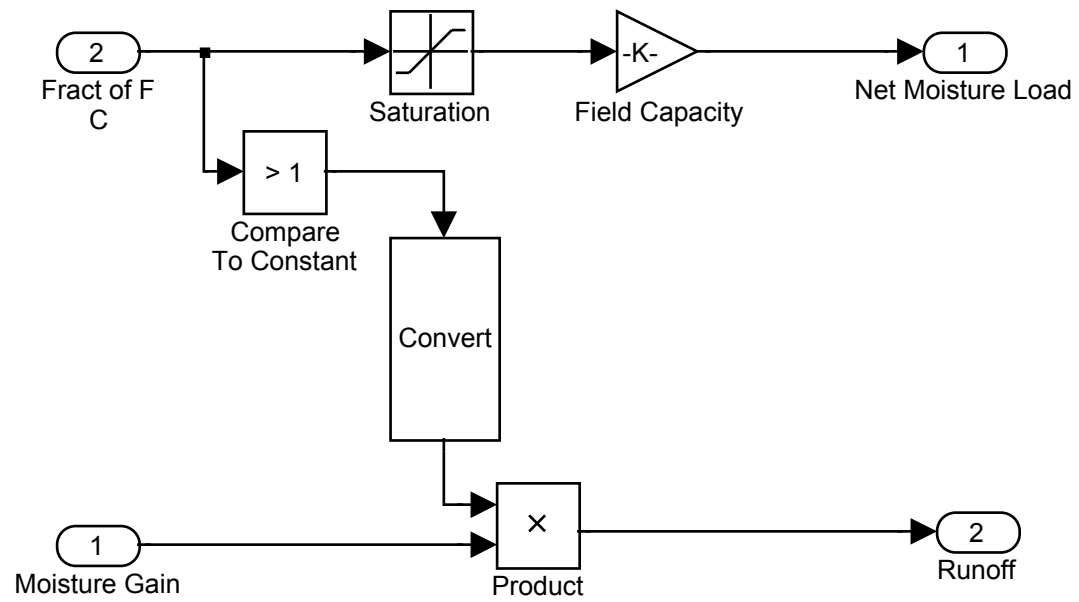 2
Fract of F
C
Saturation
-K-
Field Capacity
1
Net Moisture Load
> 1
Compare
To Constant
Convert
1
Moisture Gain
×
Product
2
Runoff